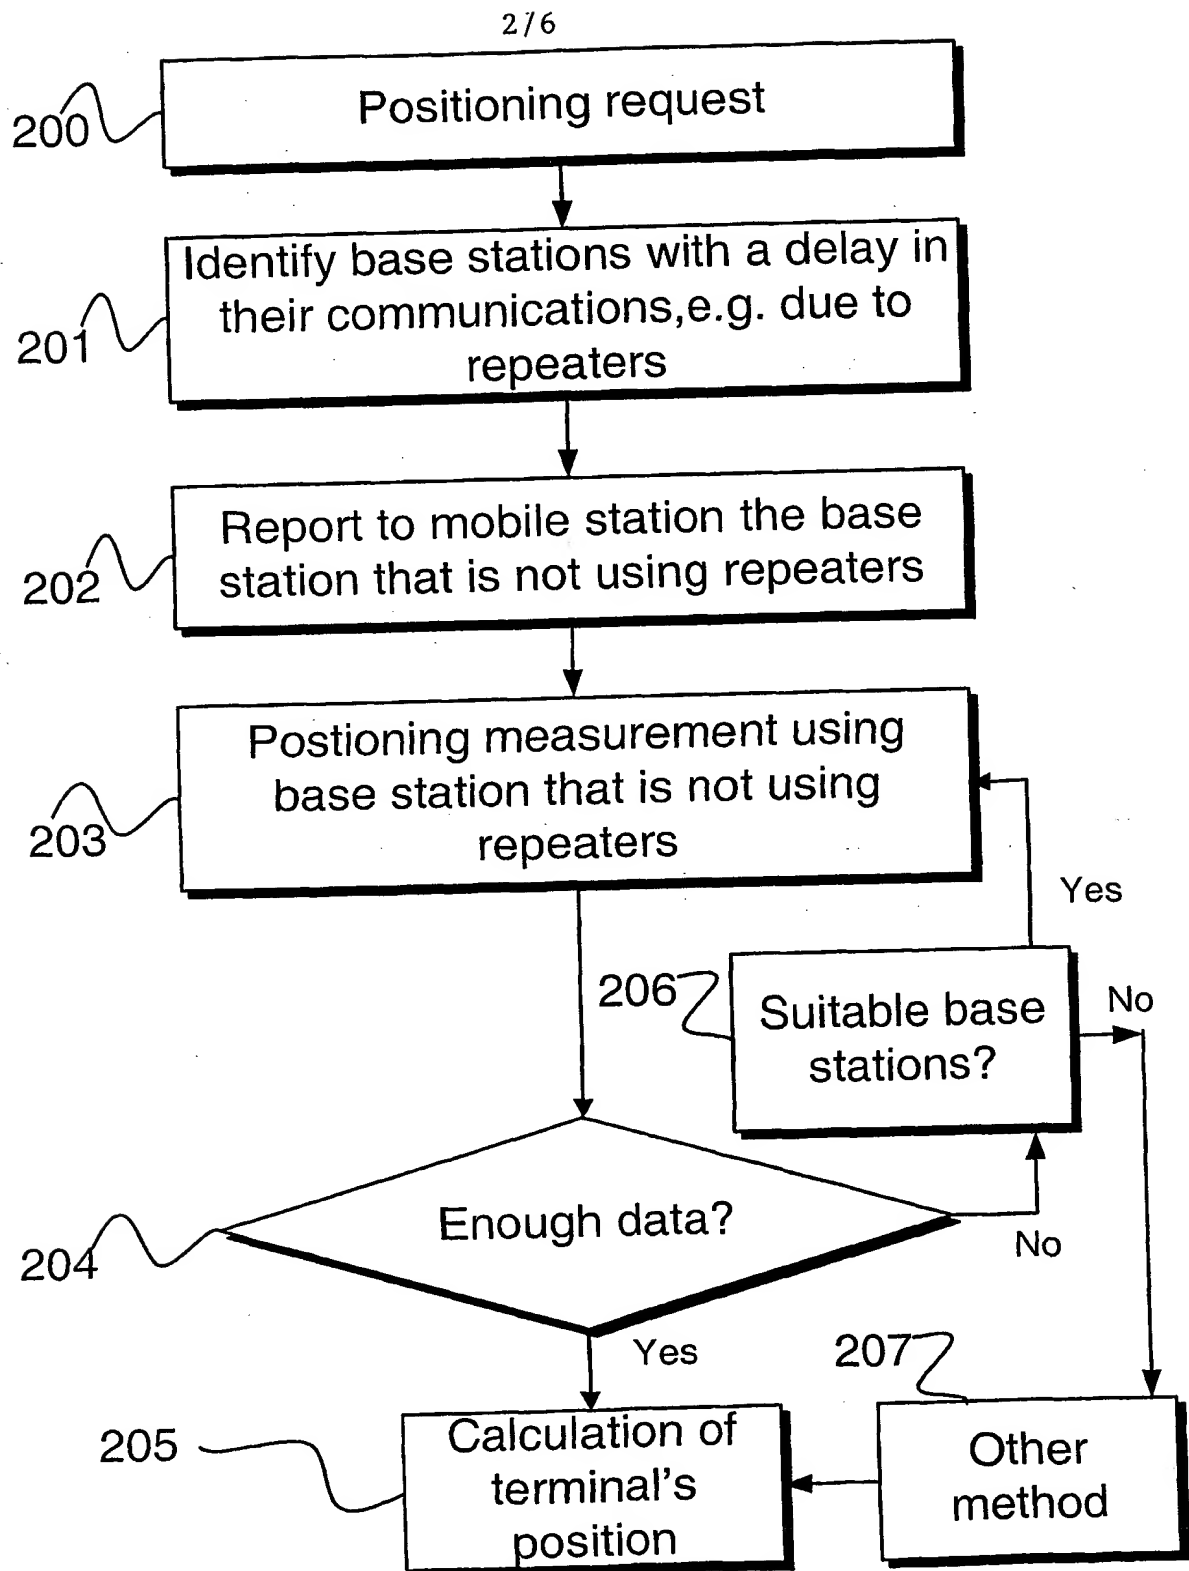 2/6
Positioning request
200
Identify base stations with a delay in
their communications,e.g. due to
repeaters
201
Report to mobile station the base
station that is not using repeaters
202
Postioning measurement using
base station that is not using
repeaters
203
Yes
206
Suitable base
stations?
No
Enough data?
204
No
Yes
207
205
Calculation of
terminal's
position
Other
method